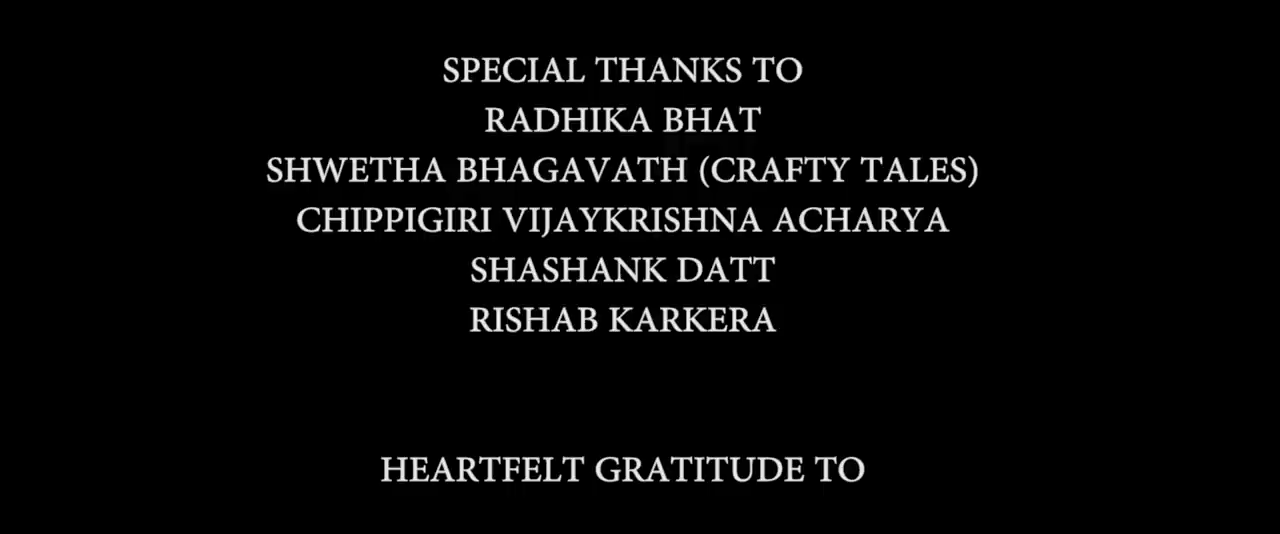 SPECIAL THANKS TO
RADHIKA BHAT
SHWETHA BHAGAVATH (CRAFTY TALES)
CHIPPIGIRI VIJAYKRISHNA ACHARYA
SHASHANK DATT
RISHAB KARKERA
HEARTFELT GRATITUDE TO